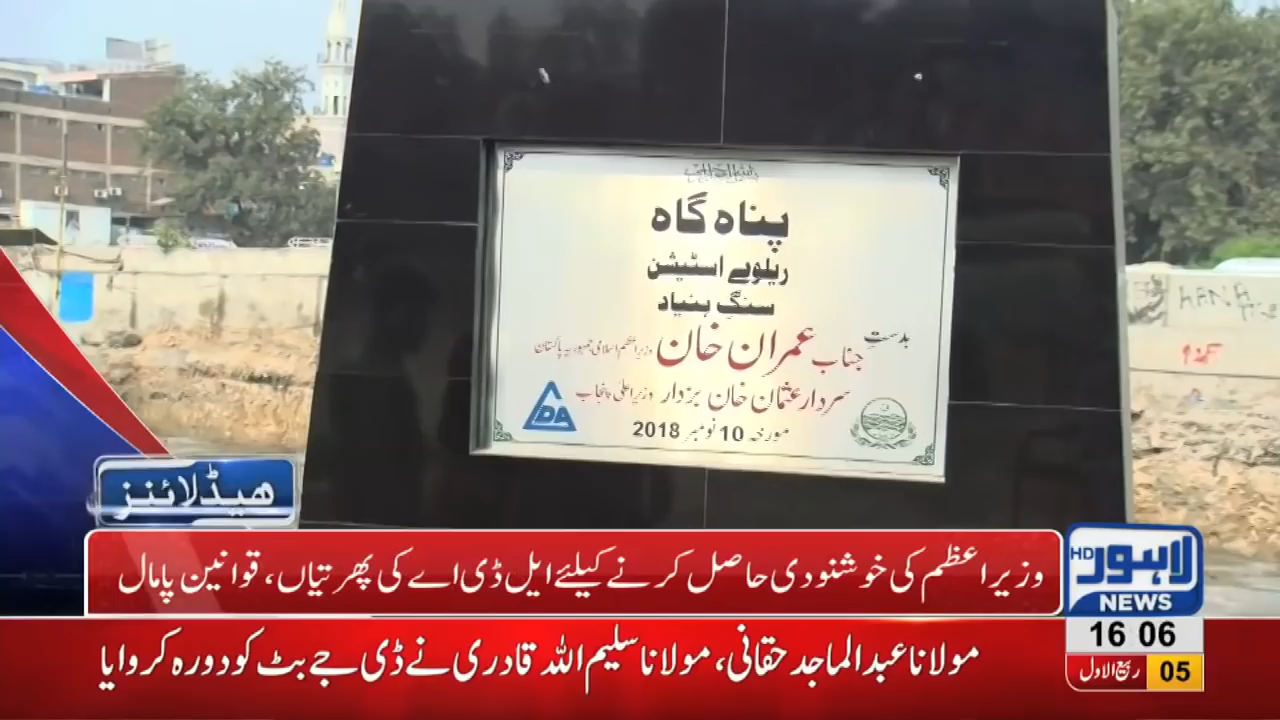 پناہ گاہ
ریلوے اسٹیشن
سنگِ بنیاد
بدست
جناب عمران خان وزیراعظم اسلامی جمہوریہ پاکستان
سردار عثمان خان بزدار وزیراعلیٰ پنجاب
مورخہ 10 نومبر 2018
LDA
HANA
ھیڈلائنز
وزیراعظم کی خوشنودی حاصل کرنے کیلئے ایل ڈی اے کی پھرتیاں، قوانین پامال
HD لاہور
NEWS
16 06
مولانا عبدالماجد حقانی، مولانا سلیم اللہ قادری نے ڈی جے بٹ کو دورہ کروایا
ربیع الاول 05